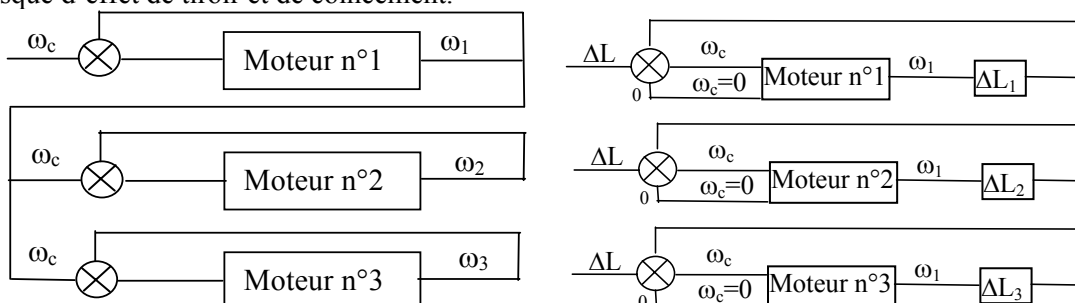 d'effet de tiroir et de coincement.
ωc
Moteur n°1
ω1
ωc
Moteur n°2
ω2
ωc
Moteur n°3
ω3
ΔL
ωc
ωc=0
0
Moteur n°1
ω1
ΔL1
ΔL
ωc
ωc=0
0
Moteur n°2
ω1
ΔL2
ΔL
ωc
ωc=0
0
Moteur n°3
ω1
ΔL3